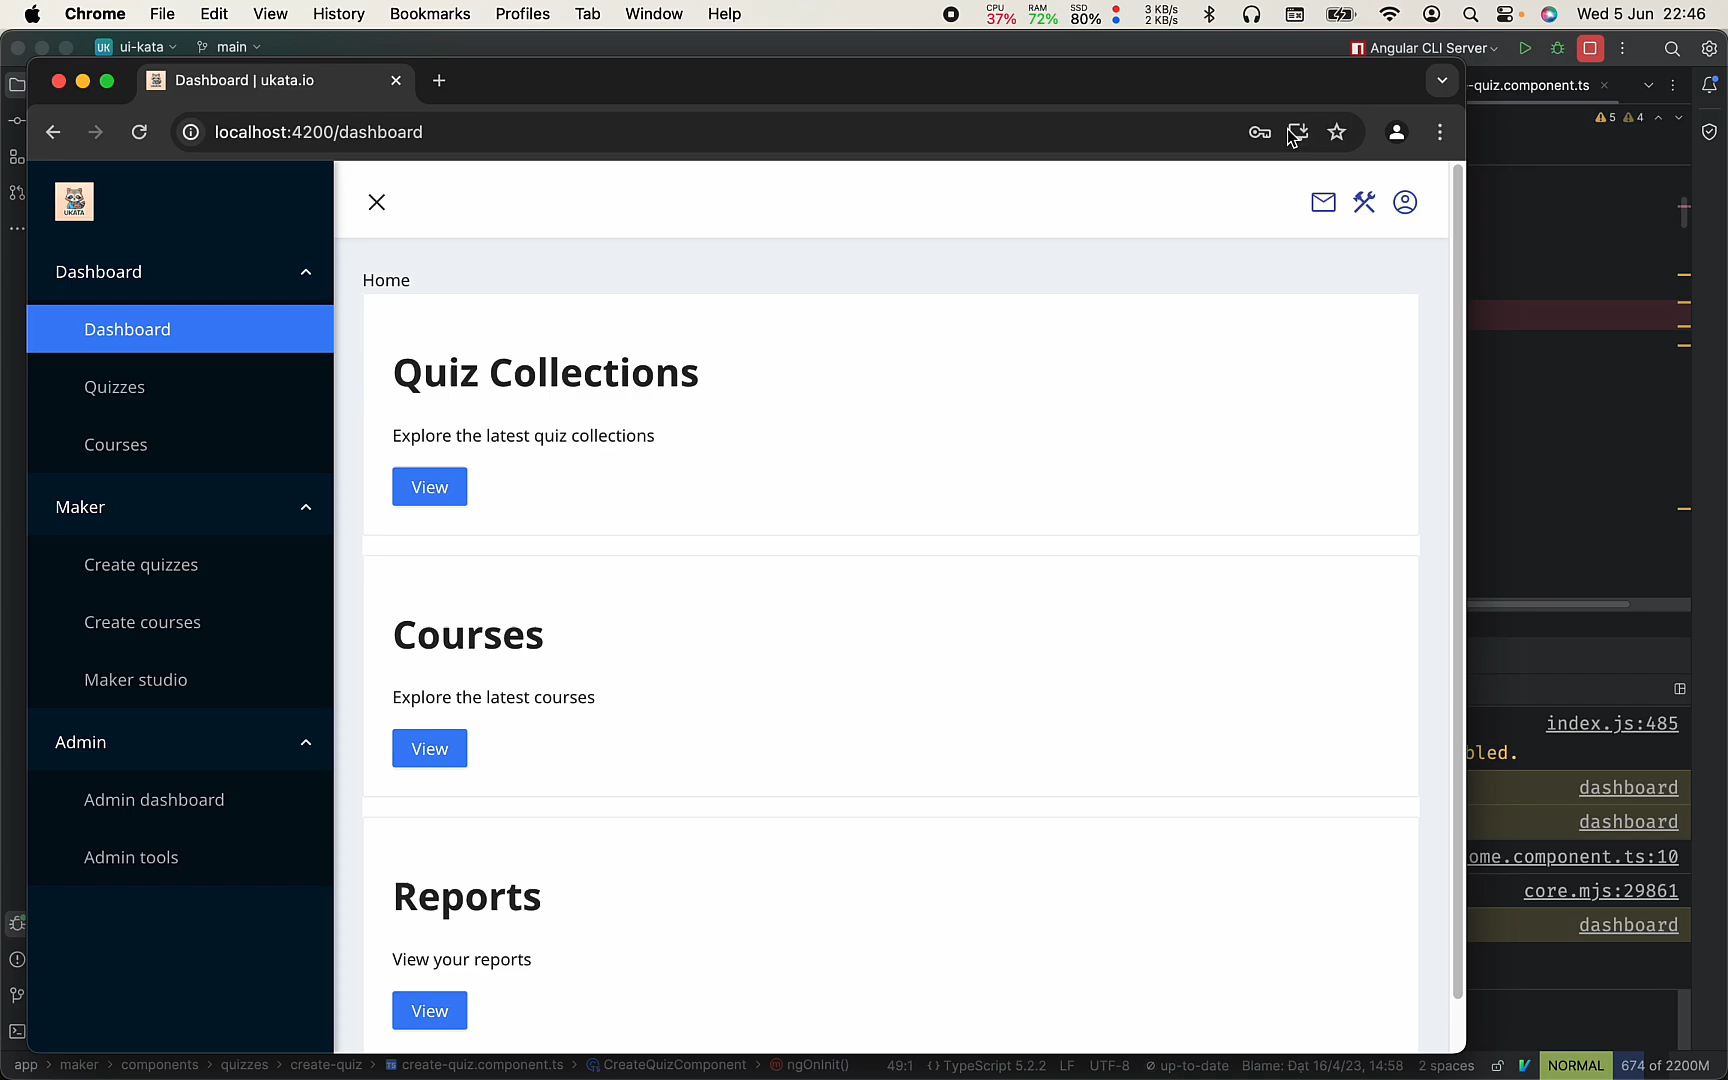 Chrome File Edit View History Bookmarks Profiles Tab Window Help CPU 37% RAM 72% SSD 80% 3 KB/s 2 KB/s Wed 5 Jun 22:46
UK ui-kata main Angular CLI Server
Dashboard | ukata.io
-quiz.component.ts
5 4
localhost:4200/dashboard
UKATA
Dashboard
Dashboard
Quizzes
Courses
Maker
Create quizzes
Create courses
Maker studio
Admin
Admin dashboard
Admin tools
Home
Quiz Collections
Explore the latest quiz collections
View
Courses
Explore the latest courses
View
Reports
View your reports
View
index.js:485
bled.
dashboard
dashboard
ome.component.ts:10
core.mjs:29861
dashboard
app maker components quizzes create-quiz TS create-quiz.component.ts CreateQuizComponent m ngOnInit() 49:1 TypeScript 5.2.2 LF UTF-8 up-to-date Blame: Dạt 16/4/23, 14:58 2 spaces NORMAL 674 of 2200M